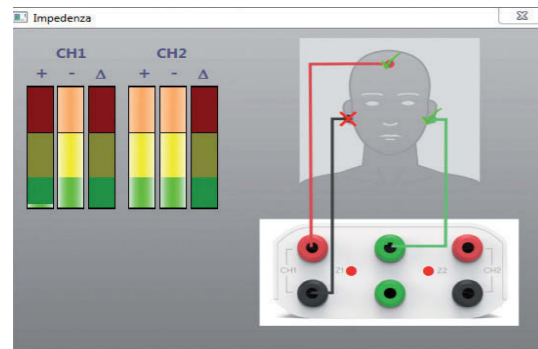 Impedenza
CH1 CH2
+ - Δ + - Δ
CH1 Z1 Z2 CH2